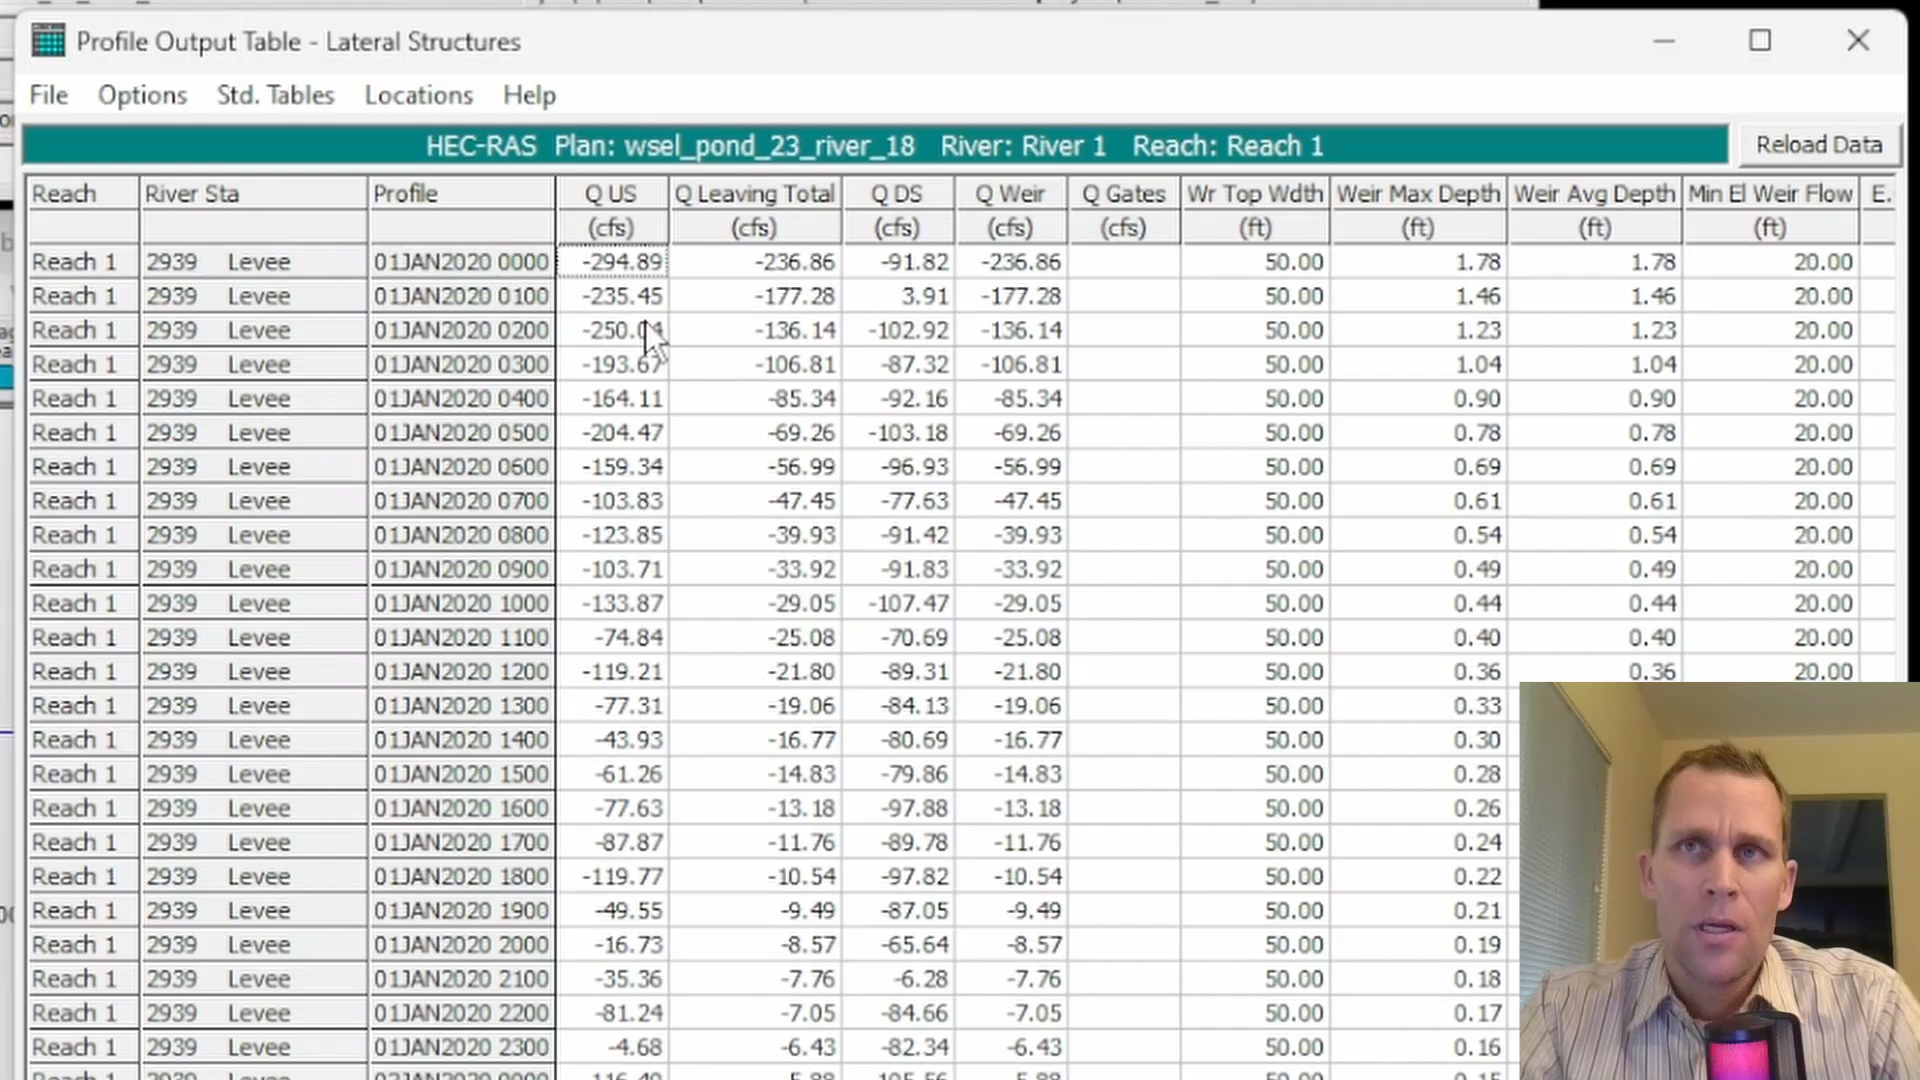 Profile Output Table - Lateral Structures
File Options Std. Tables Locations Help
HEC-RAS Plan: wsel_pond_23_river_18 River: River 1 Reach: Reach 1 Reload Data
Reach River Sta Profile Q US Q Leaving Total Q DS Q Weir Q Gates Wr Top Wdth Weir Max Depth Weir Avg Depth Min El Weir Flow E.
(cfs) (cfs) (cfs) (cfs) (cfs) (ft) (ft) (ft) (ft)
Reach 1 2939 Levee 01JAN2020 0000 -294.89 -236.86 -91.82 -236.86 50.00 1.78 1.78 20.00
Reach 1 2939 Levee 01JAN2020 0100 -235.45 -177.28 3.91 -177.28 50.00 1.46 1.46 20.00
Reach 1 2939 Levee 01JAN2020 0200 -136.14 -102.92 -136.14 50.00 1.23 1.23 20.00
Reach 1 2939 Levee 01JAN2020 0300 -193.67 -106.81 -87.32 -106.81 50.00 1.04 1.04 20.00
Reach 1 2939 Levee 01JAN2020 0400 -164.11 -85.34 -92.16 -85.34 50.00 0.90 0.90 20.00
Reach 1 2939 Levee 01JAN2020 0500 -204.47 -69.26 -103.18 -69.26 50.00 0.78 0.78 20.00
Reach 1 2939 Levee 01JAN2020 0600 -159.34 -56.99 -96.93 -56.99 50.00 0.69 0.69 20.00
Reach 1 2939 Levee 01JAN2020 0700 -103.83 -47.45 -77.63 -47.45 50.00 0.61 0.61 20.00
Reach 1 2939 Levee 01JAN2020 0800 -123.85 -39.93 -91.42 -39.93 50.00 0.54 0.54 20.00
Reach 1 2939 Levee 01JAN2020 0900 -103.71 -33.92 -91.83 -33.92 50.00 0.49 0.49 20.00
Reach 1 2939 Levee 01JAN2020 1000 -133.87 -29.05 -107.47 -29.05 50.00 0.44 0.44 20.00
Reach 1 2939 Levee 01JAN2020 1100 -74.84 -25.08 -70.69 -25.08 50.00 0.40 0.40 20.00
Reach 1 2939 Levee 01JAN2020 1200 -119.21 -21.80 -89.31 -21.80 50.00 0.36 0.36 20.00
Reach 1 2939 Levee 01JAN2020 1300 -77.31 -19.06 -84.13 -19.06 50.00 0.33
Reach 1 2939 Levee 01JAN2020 1400 -43.93 -16.77 -80.69 -16.77 50.00 0.30
Reach 1 2939 Levee 01JAN2020 1500 -61.26 -14.83 -79.86 -14.83 50.00 0.28
Reach 1 2939 Levee 01JAN2020 1600 -77.63 -13.18 -97.88 -13.18 50.00 0.26
Reach 1 2939 Levee 01JAN2020 1700 -87.87 -11.76 -89.78 -11.76 50.00 0.24
Reach 1 2939 Levee 01JAN2020 1800 -119.77 -10.54 -97.82 -10.54 50.00 0.22
Reach 1 2939 Levee 01JAN2020 1900 -49.55 -9.49 -87.05 -9.49 50.00 0.21
Reach 1 2939 Levee 01JAN2020 2000 -16.73 -8.57 -65.64 -8.57 50.00 0.19
Reach 1 2939 Levee 01JAN2020 2100 -35.36 -7.76 -6.28 -7.76 50.00 0.18
Reach 1 2939 Levee 01JAN2020 2200 -81.24 -7.05 -84.66 -7.05 50.00 0.17
Reach 1 2939 Levee 01JAN2020 2300 -4.68 -6.43 -82.34 -6.43 50.00 0.16